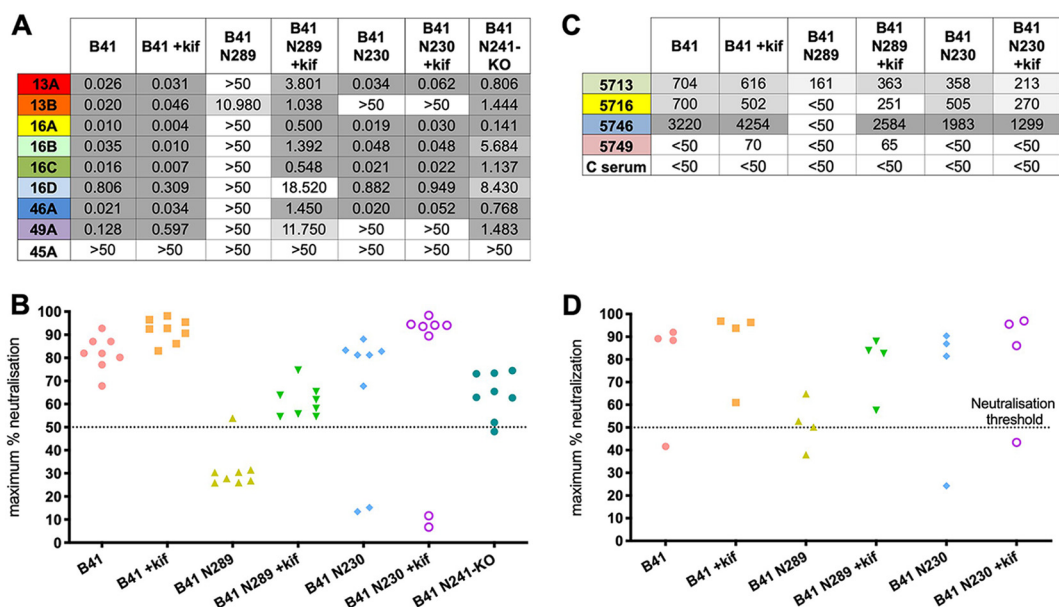 A
B41 B41 +kif B41 N289 B41 N289 +kif B41 N230 B41 N230 +kif B41 N241-KO
13A 0.026 0.031 >50 3.801 0.034 0.062 0.806
13B 0.020 0.046 10.980 1.038 >50 >50 1.444
16A 0.010 0.004 >50 0.500 0.019 0.030 0.141
16B 0.035 0.010 >50 1.392 0.048 0.048 5.684
16C 0.016 0.007 >50 0.548 0.021 0.022 1.137
16D 0.806 0.309 >50 18.520 0.882 0.949 8.430
46A 0.021 0.034 >50 1.450 0.020 0.052 0.768
49A 0.128 0.597 >50 11.750 >50 >50 1.483
45A >50 >50 >50 >50 >50 >50 >50
C
B41 B41 +kif B41 N289 B41 N289 +kif B41 N230 B41 N230 +kif
5713 704 616 161 363 358 213
5716 700 502 <50 251 505 270
5746 3220 4254 <50 2584 1983 1299
5749 <50 70 <50 65 <50 <50
C serum <50 <50 <50 <50 <50 <50
B
maximum % neutralisation
100
90
80
70
60
50
40
30
20
10
0
B41
B41 +kif
B41 N289
B41 N289 +kif
B41 N230
B41 N230 +kif
B41 N241-KO
D
maximum % neutralization
100
90
80
70
60
50
40
30
20
10
0
Neutralisation
threshold
B41
B41 +kif
B41 N289
B41 N289 +kif
B41 N230
B41 N230 +kif